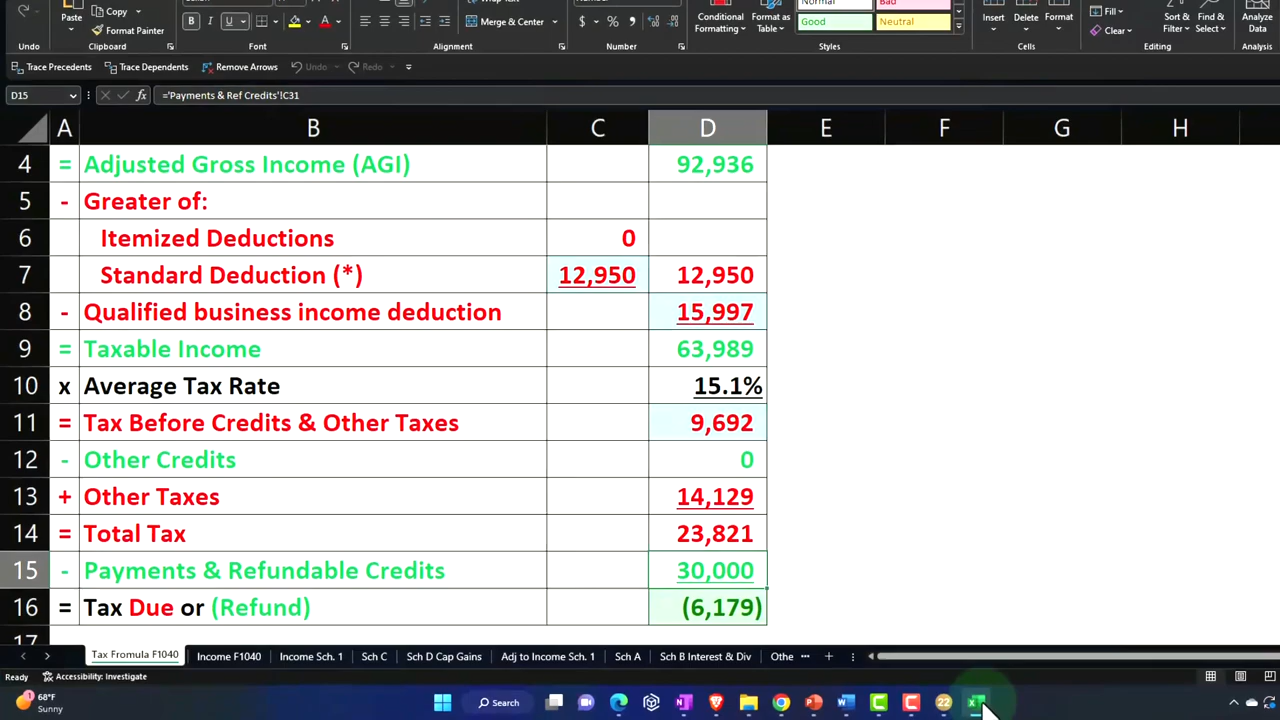 Paste
Copy
Format Painter
B I U A
Merge & Center
$ % 9
Conditional Formatting
Format as Table
Normal
Bad
Good
Neutral
Insert
Delete
Format
Fill
Clear
Sort & Filter
Find & Select
Analyze Data
Undo
Clipboard
Font
Alignment
Number
Styles
Cells
Editing
Analysis
Trace Precedents
Trace Dependents
Remove Arrows
Undo
Redo
D15
fx
='Payments & Ref Credits'!C31
A B C D E F G H
4 = Adjusted Gross Income (AGI) 92,936
5 - Greater of:
6 Itemized Deductions 0
7 Standard Deduction (*) 12,950 12,950
8 - Qualified business income deduction 15,997
9 = Taxable Income 63,989
10 x Average Tax Rate 15.1%
11 = Tax Before Credits & Other Taxes 9,692
12 - Other Credits 0
13 + Other Taxes 14,129
14 = Total Tax 23,821
15 - Payments & Refundable Credits 30,000
16 = Tax Due or (Refund) (6,179)
17
Tax Fromula F1040 Income F1040 Income Sch. 1 Sch C Sch D Cap Gains Adj to Income Sch. 1 Sch A Sch B Interest & Div Othe ...
Ready
Accessibility: Investigate
1
68°F
Sunny
Search
22